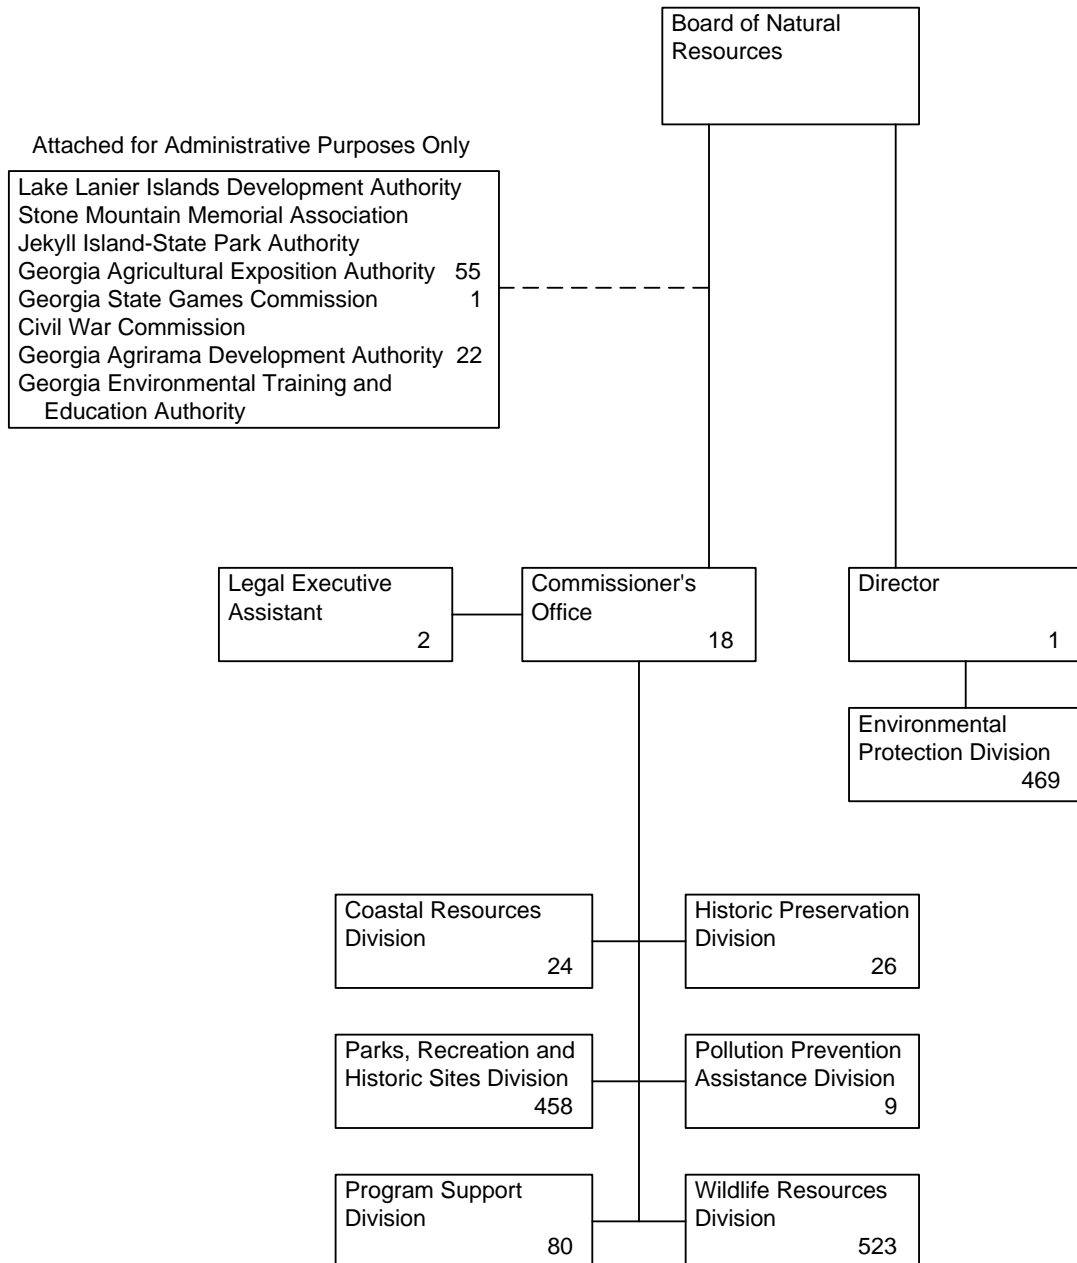 Board of Natural
Resources
Attached for Administrative Purposes Only
Lake Lanier Islands Development Authority
Stone Mountain Memorial Association
Jekyll Island-State Park Authority
Georgia Agricultural Exposition Authority 55
Georgia State Games Commission 1
Civil War Commission
Georgia Agrirama Development Authority 22
Georgia Environmental Training and
Education Authority
Legal Executive
Assistant
2
Commissioner's
Office
18
Director
1
Environmental
Protection Division
469
Coastal Resources
Division
24
Historic Preservation
Division
26
Parks, Recreation and
Historic Sites Division
458
Pollution Prevention
Assistance Division
9
Program Support
Division
80
Wildlife Resources
Division
523